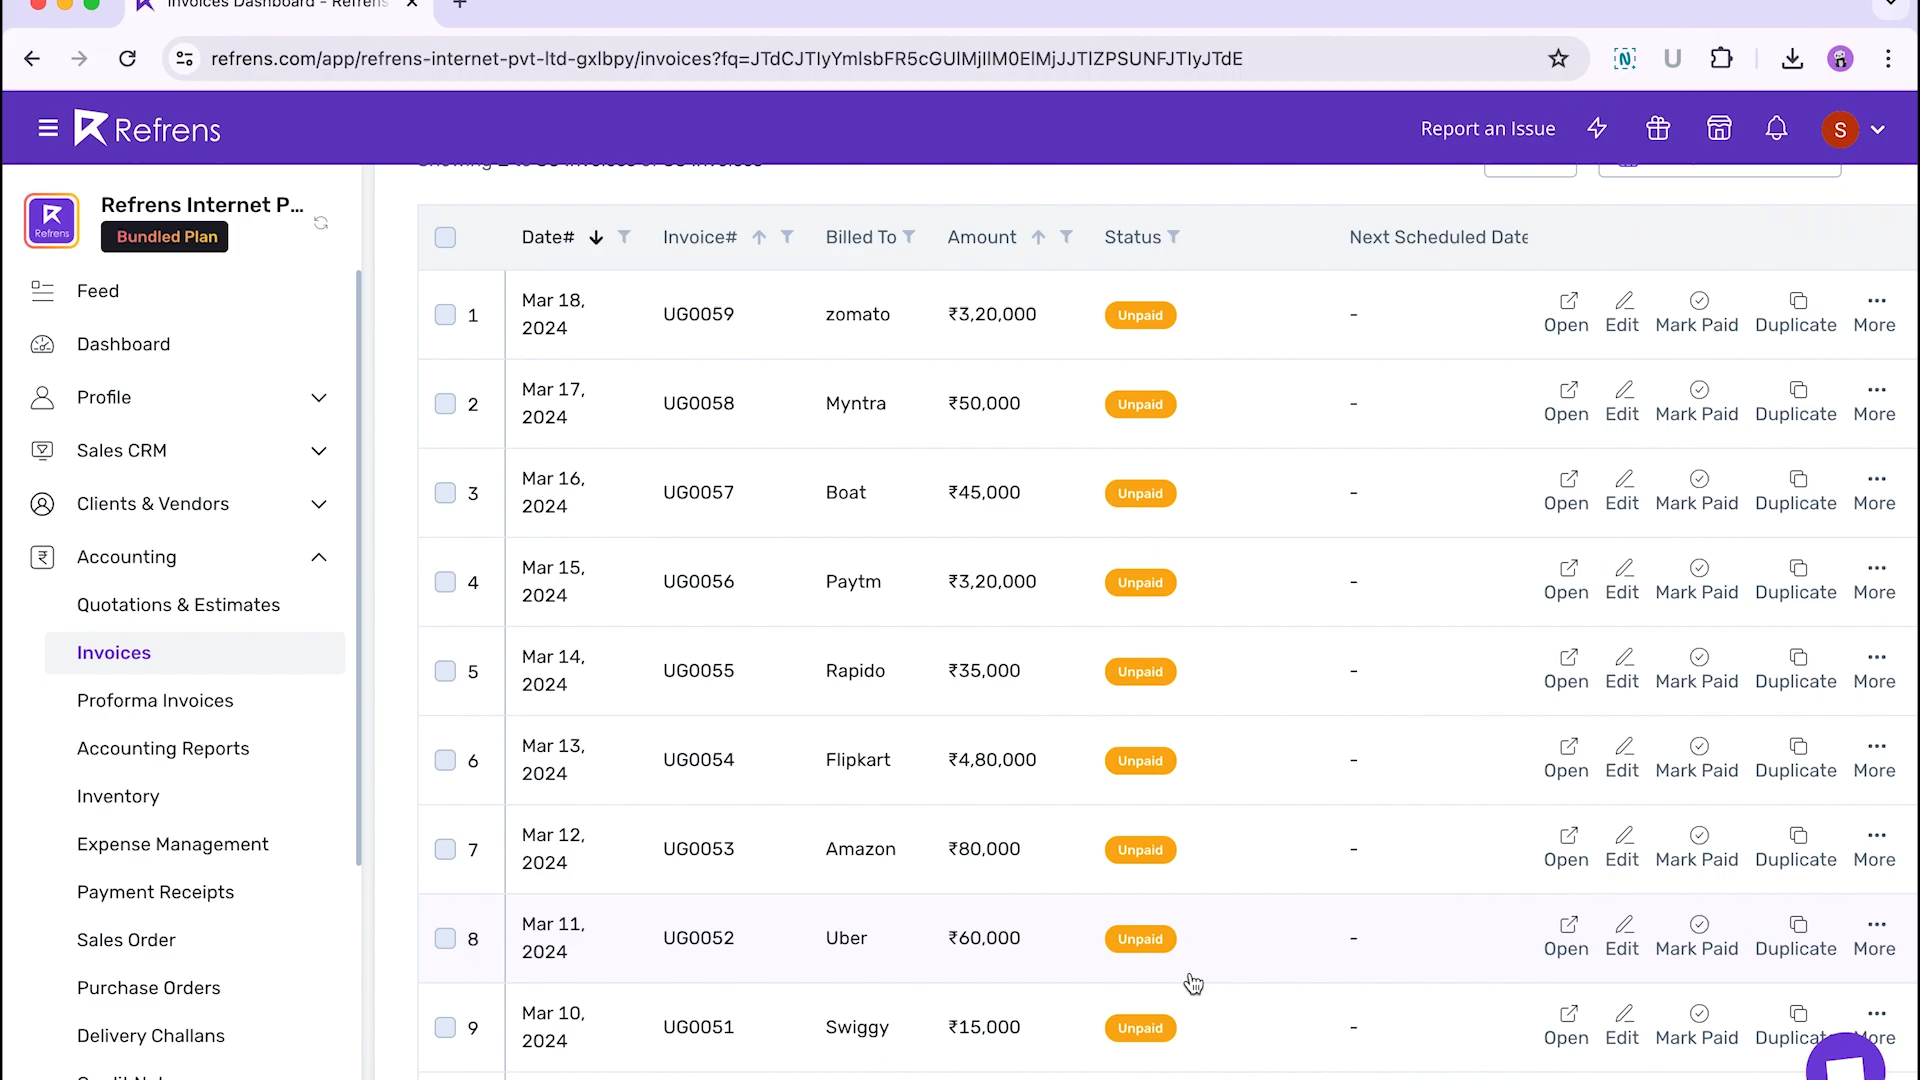 Invoices Dashboard - Refrens
refrens.com/app/refrens-internet-pvt-ltd-gxlbpy/invoices?fq=JTdCJTIyYmlsbFR5cGUlMjIlM0ElMjJJTlZPSUNFJTIyJTdE
Refrens
Report an Issue
S
Refrens Internet P...
Bundled Plan
Refrens
Feed
Dashboard
Profile
Sales CRM
Clients & Vendors
Accounting
Quotations & Estimates
Invoices
Proforma Invoices
Accounting Reports
Inventory
Expense Management
Payment Receipts
Sales Order
Purchase Orders
Delivery Challans
Date# Invoice# Billed To Amount Status Next Scheduled Date
1 Mar 18, 2024 UG0059 zomato ₹3,20,000 Unpaid - Open Edit Mark Paid Duplicate More
2 Mar 17, 2024 UG0058 Myntra ₹50,000 Unpaid - Open Edit Mark Paid Duplicate More
3 Mar 16, 2024 UG0057 Boat ₹45,000 Unpaid - Open Edit Mark Paid Duplicate More
4 Mar 15, 2024 UG0056 Paytm ₹3,20,000 Unpaid - Open Edit Mark Paid Duplicate More
5 Mar 14, 2024 UG0055 Rapido ₹35,000 Unpaid - Open Edit Mark Paid Duplicate More
6 Mar 13, 2024 UG0054 Flipkart ₹4,80,000 Unpaid - Open Edit Mark Paid Duplicate More
7 Mar 12, 2024 UG0053 Amazon ₹80,000 Unpaid - Open Edit Mark Paid Duplicate More
8 Mar 11, 2024 UG0052 Uber ₹60,000 Unpaid - Open Edit Mark Paid Duplicate More
9 Mar 10, 2024 UG0051 Swiggy ₹15,000 Unpaid - Open Edit Mark Paid